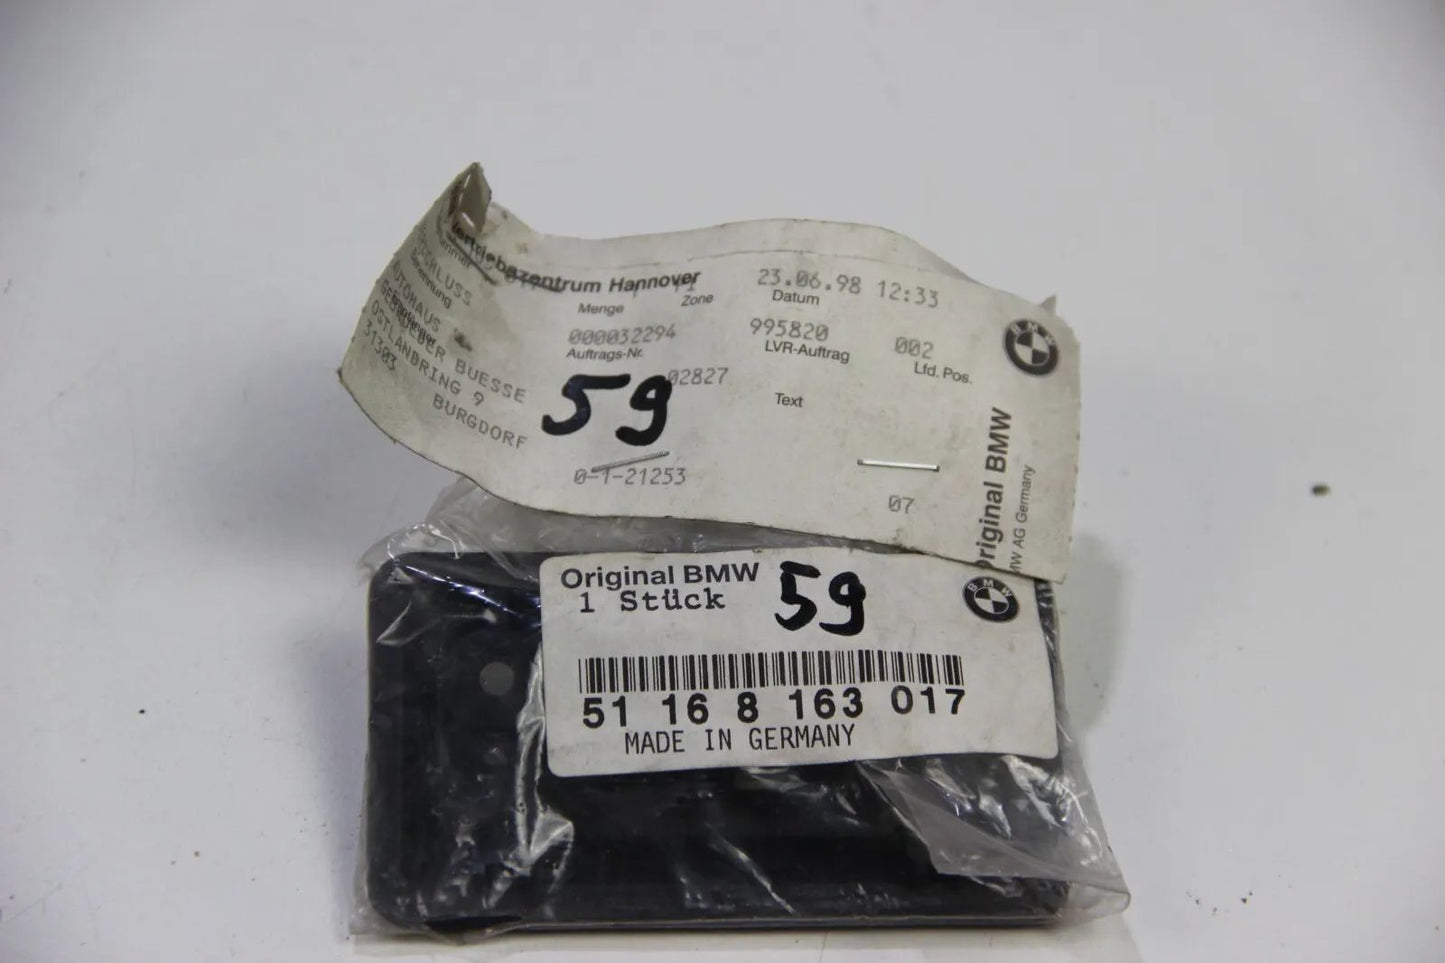 Vertriebszentrum Hannover
Menge
Zone
23.06.98 12:33
Datum
000032294
Auftrags-Nr.
995820
LVR-Auftrag
002
Lfd. Pos.
02827
Text
59
0-1-21253
07
AUTOHAUS
GEBRUEDER BUESSE
OSTLANDRING 9
31303 BURGDORF
BMW
Original BMW
AG Germany
Original BMW
1 Stück
59
BMW
51 16 8 163 017
MADE IN GERMANY